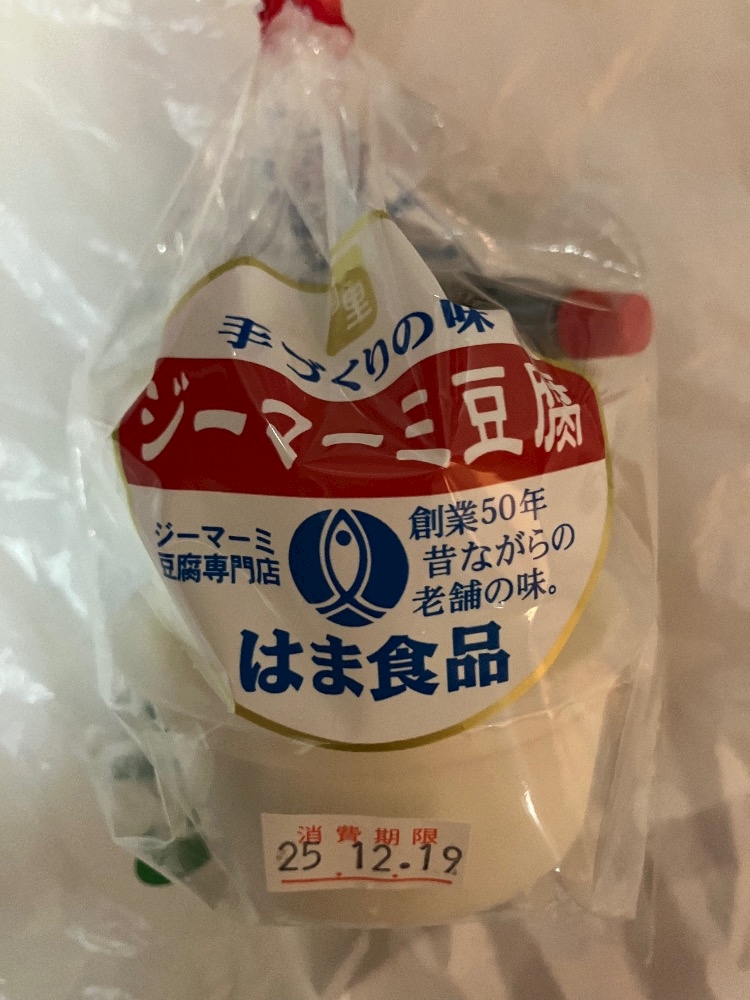 手づくりの味
ジーマーミ豆腐
ジーマーミ
豆腐専門店
創業50年
昔ながらの
老舗の味。
はま食品
消費期限
25.12.19